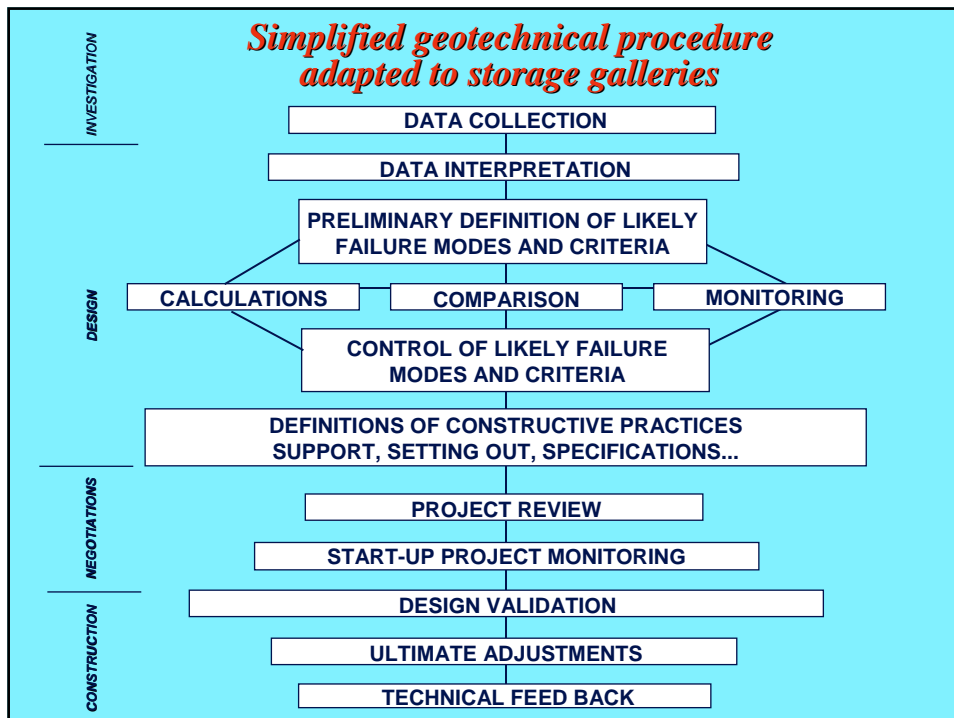 Simplified geotechnical procedure
adapted to storage galleries
INVESTIGATION
DATA COLLECTION
DATA INTERPRETATION
DESIGN
PRELIMINARY DEFINITION OF LIKELY
FAILURE MODES AND CRITERIA
CALCULATIONS
COMPARISON
MONITORING
CONTROL OF LIKELY FAILURE
MODES AND CRITERIA
DEFINITIONS OF CONSTRUCTIVE PRACTICES
SUPPORT, SETTING OUT, SPECIFICATIONS...
NEGOTIATIONS
PROJECT REVIEW
START-UP PROJECT MONITORING
CONSTRUCTION
DESIGN VALIDATION
ULTIMATE ADJUSTMENTS
TECHNICAL FEED BACK